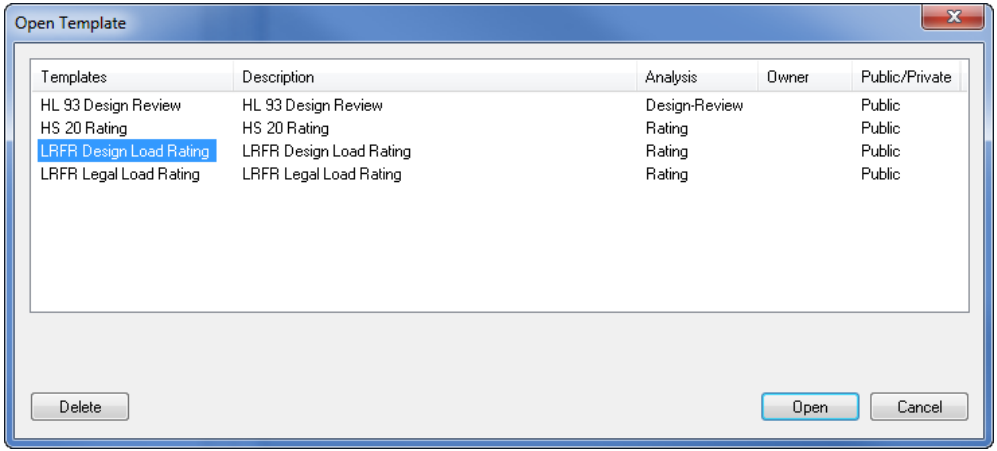 Open Template
Templates Description Analysis Owner Public/Private
HL 93 Design Review HL 93 Design Review Design-Review Public
HS 20 Rating HS 20 Rating Rating Public
LRFR Design Load Rating LRFR Design Load Rating Rating Public
LRFR Legal Load Rating LRFR Legal Load Rating Rating Public
Delete Open Cancel